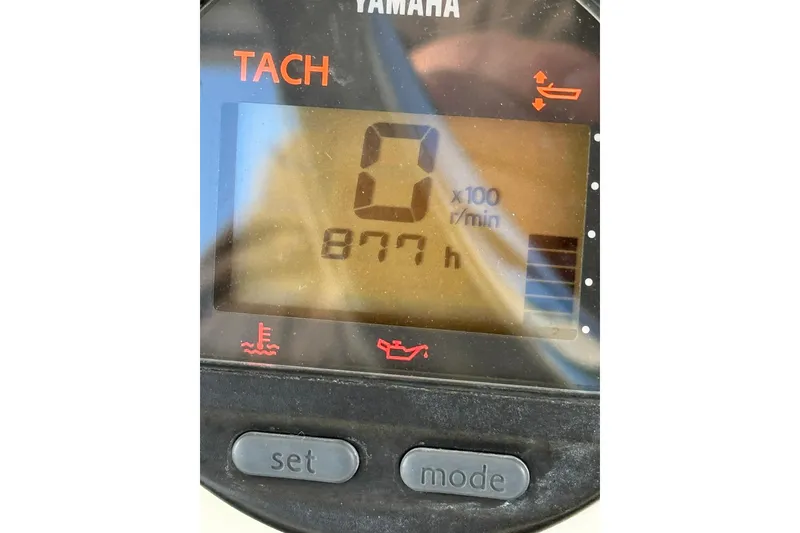 YAMAHA
TACH
0
x100
r/min
877 h
set
mode